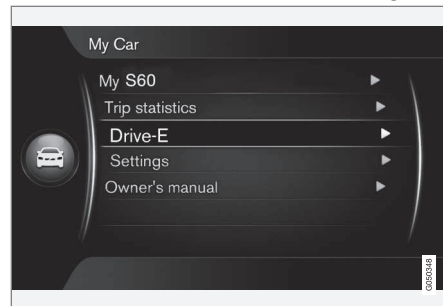 My Car
My S60
Trip statistics
Drive-E
Settings
Owner's manual
G050348